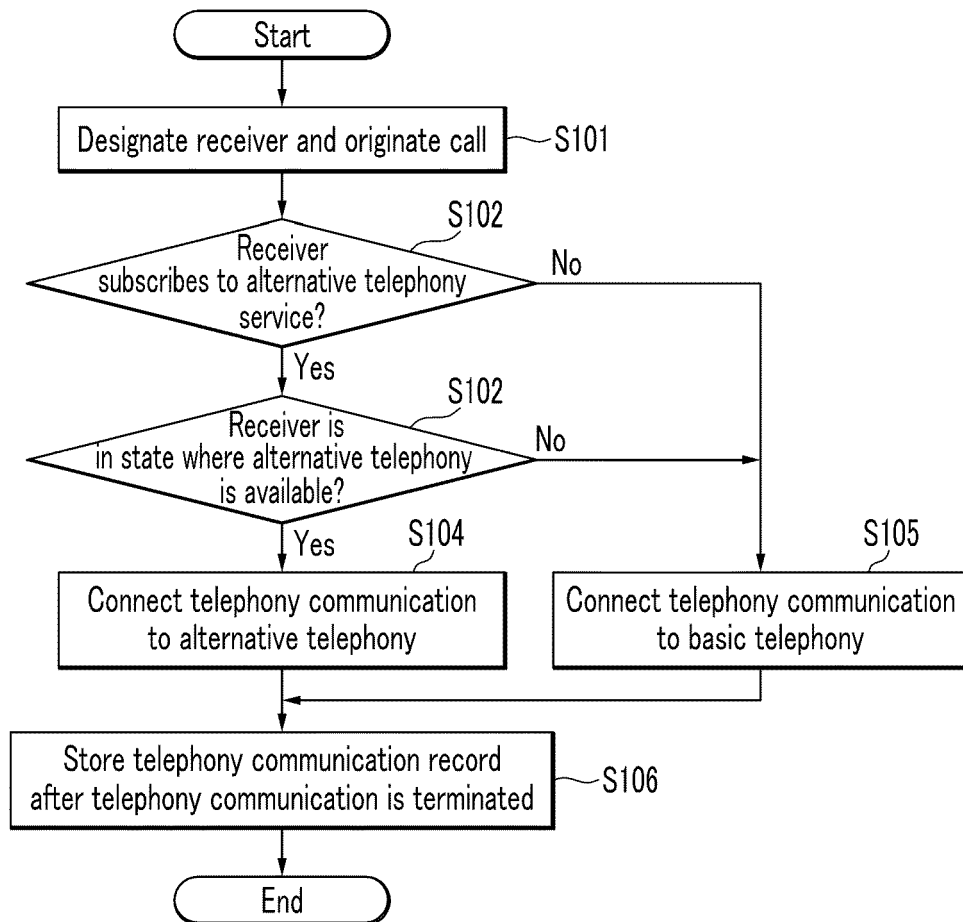 Start
Designate receiver and originate call
S101
S102
Receiver
subscribes to alternative telephony
service?
No
Yes
S102
Receiver is
in state where alternative telephony
is available?
No
Yes
S104
S105
Connect telephony communication
to alternative telephony
Connect telephony communication
to basic telephony
Store telephony communication record
after telephony communication is terminated
S106
End